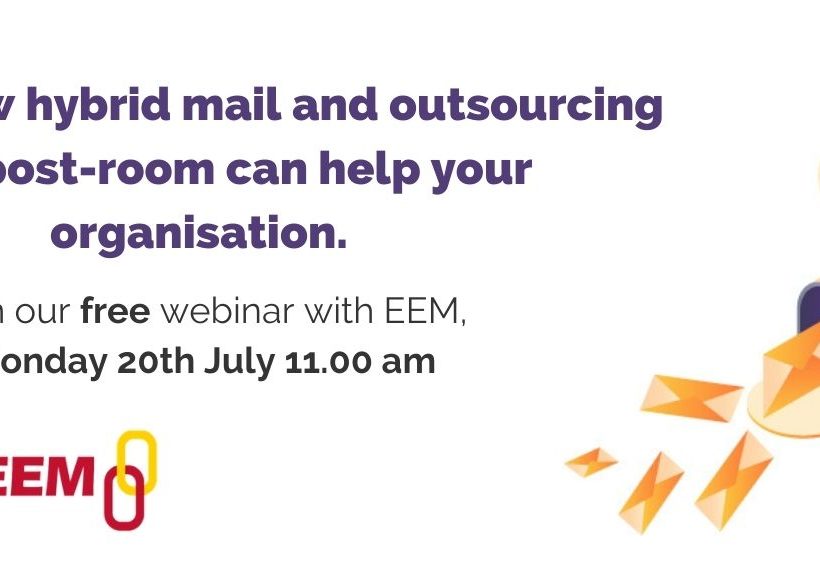 w hybrid mail and outsourcing
post-room can help your
organisation.
n our free webinar with EEM,
onday 20th July 11.00 am
EEM